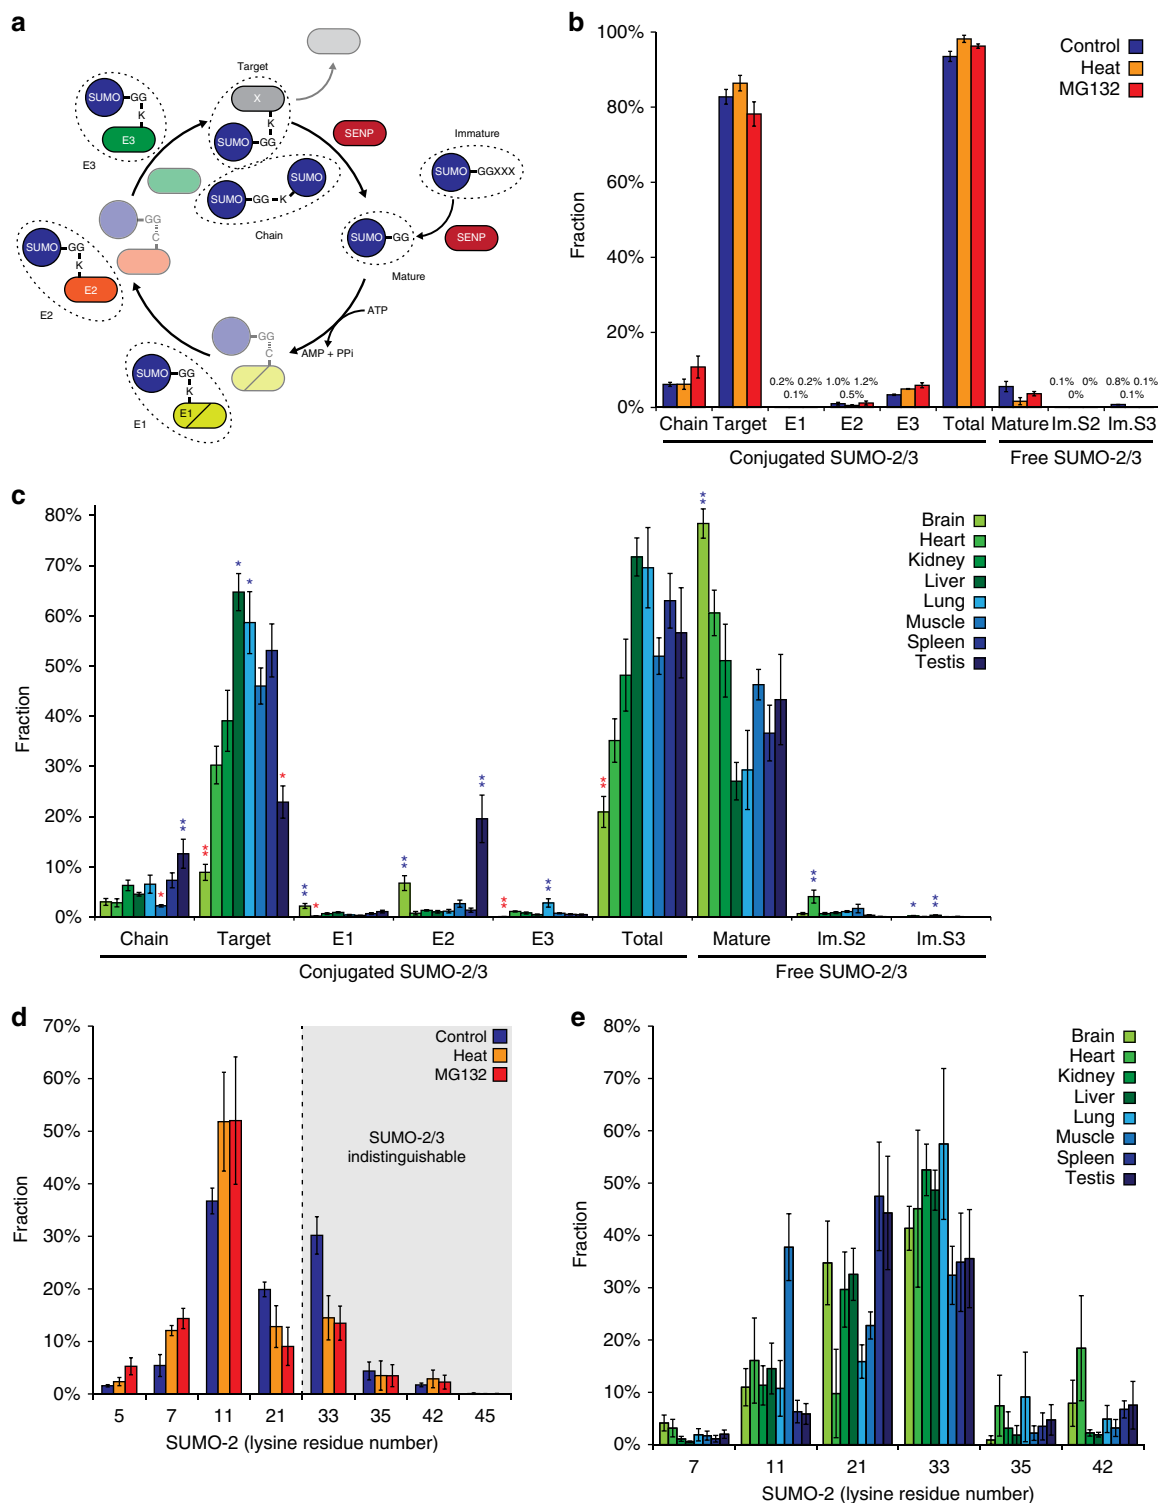 a
Target
X
K
SUMO
GG
SUMO
GG
K
E3
E3
SENP
Immature
SUMO
GGXXX
SUMO
SUMO
GG
K
Chain
SENP
SUMO
GG
Mature
GG
C
SUMO
GG
K
E2
E2
ATP
AMP + PPi
GG
C
SUMO
GG
K
E1
E1
b
100%
80%
60%
40%
20%
0%
Fraction
Control
Heat
MG132
0.2% 0.2% 1.0% 1.2%
0.1% 0.5%
0.1% 0% 0.8% 0.1%
0% 0.1%
Chain Target E1 E2 E3 Total Mature Im.S2 Im.S3
Conjugated SUMO-2/3 Free SUMO-2/3
c
80%
70%
60%
50%
40%
30%
20%
10%
0%
Fraction
Brain
Heart
Kidney
Liver
Lung
Muscle
Spleen
Testis
** * * * ** ** * ** ** ** ** ** ** * **
Chain Target E1 E2 E3 Total Mature Im.S2 Im.S3
Conjugated SUMO-2/3 Free SUMO-2/3
d
70%
60%
50%
40%
30%
20%
10%
0%
Fraction
Control
Heat
MG132
SUMO-2/3
indistinguishable
5 7 11 21 33 35 42 45
SUMO-2 (lysine residue number)
e
80%
70%
60%
50%
40%
30%
20%
10%
0%
Fraction
Brain
Heart
Kidney
Liver
Lung
Muscle
Spleen
Testis
7 11 21 33 35 42
SUMO-2 (lysine residue number)